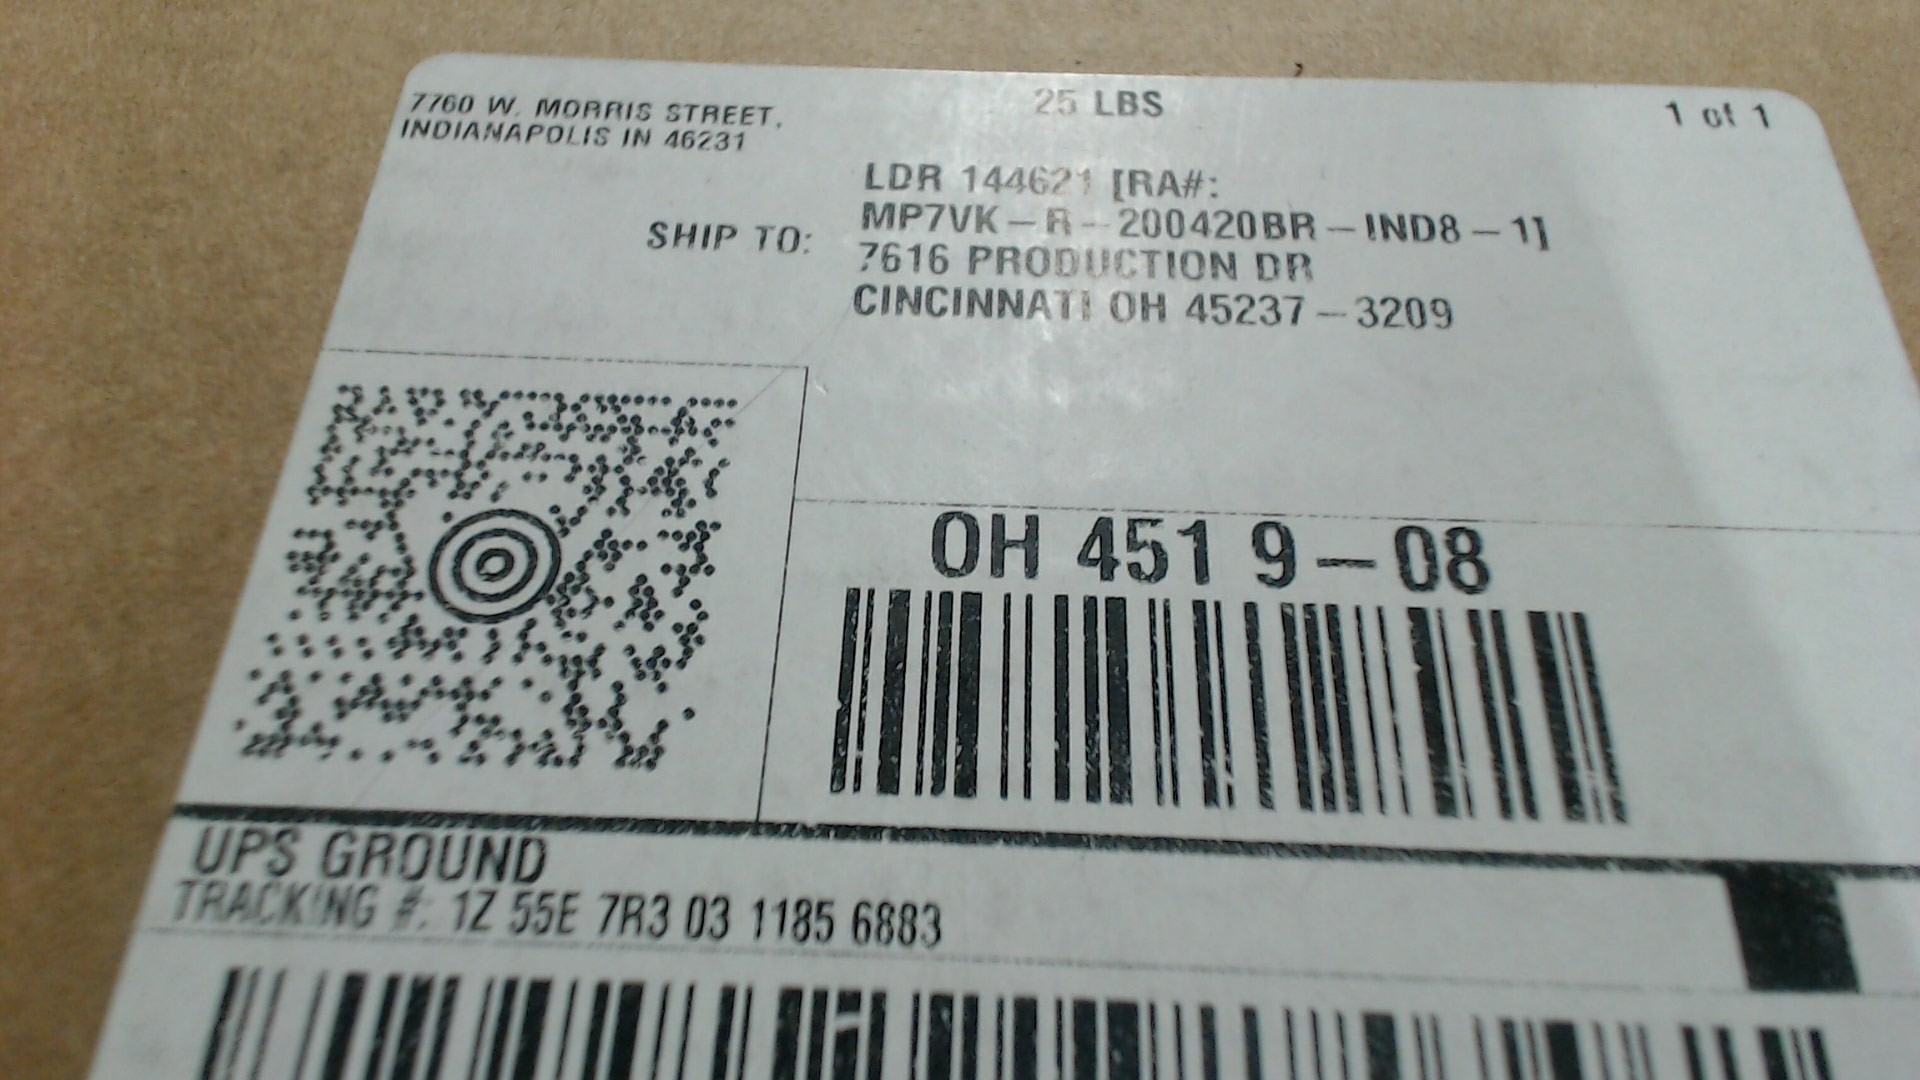 7760 W. MORRIS STREET,
INDIANAPOLIS IN 46231
25 LBS
1 of 1
SHIP TO:
LDR 144621 [RA#:
MP7VK-R-200420BR-IND8-1]
7616 PRODUCTION DR
CINCINNATI OH 45237-3209
OH 451 9-08
UPS GROUND
TRACKING #: 1Z 55E 7R3 03 1185 6883